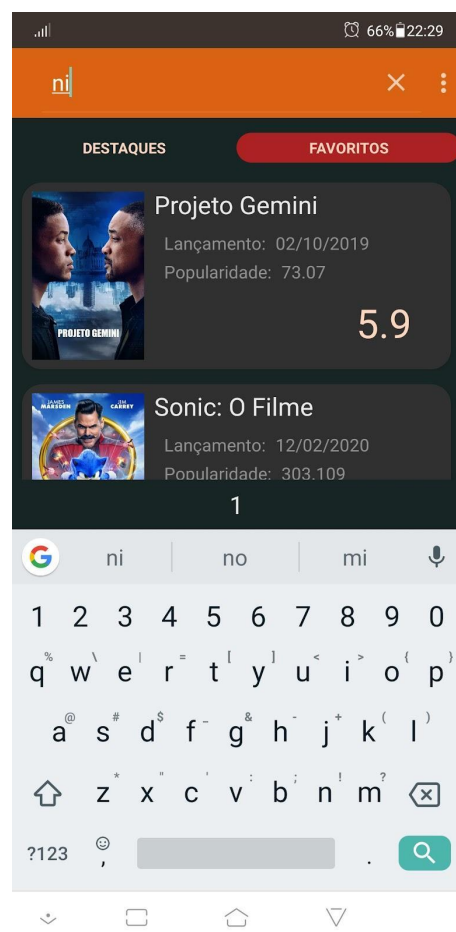 66% 22:29
ni
DESTAQUES FAVORITOS
Projeto Gemini
Lançamento: 02/10/2019
Popularidade: 73.07
5.9
PROJETO GEMINI
JAMES MARSDEN JIM CARREY
Sonic: O Filme
Lançamento: 12/02/2020
Popularidade: 303.109
1
G ni no mi
1 2 3 4 5 6 7 8 9 0
% \ | = [ ] < > { }
q w e r t y u i o p
@ # $ _ & - + ( )
a s d f g h j k l
* " ' : ; ! ?
z x c v b n m
?123 , .